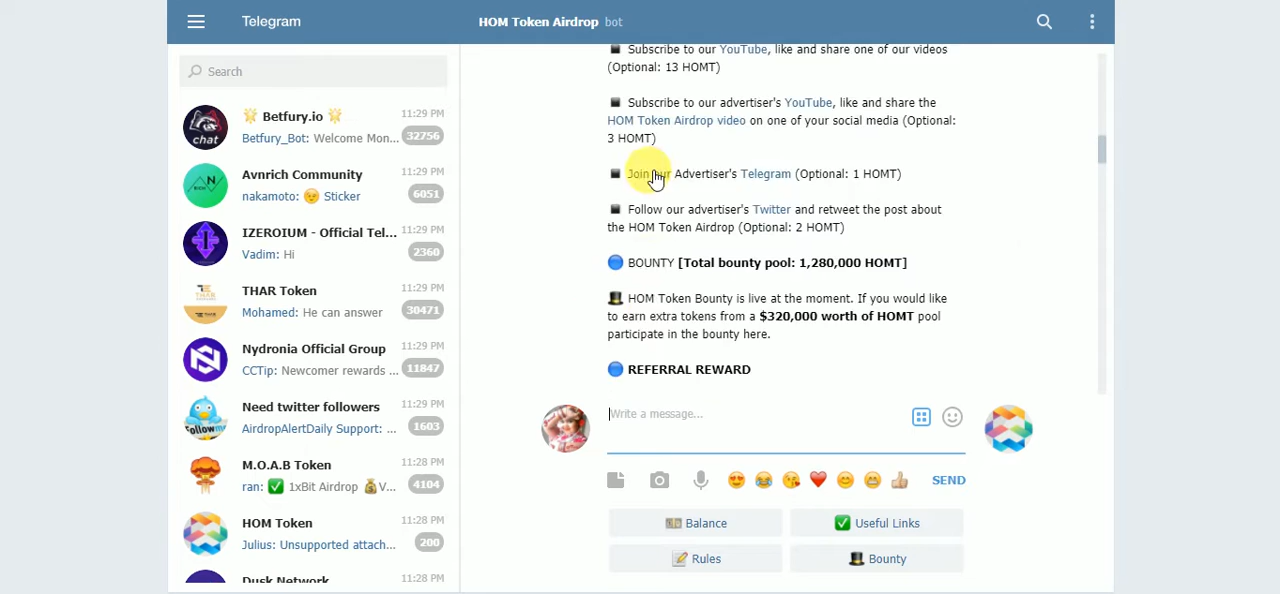 Telegram
HOM Token Airdrop bot
Search
🌟 Betfury.io 🌟 11:29 PM
Betfury_Bot: Welcome Mon... 32756
chat
Avnrich Community 11:29 PM
nakamoto: 😉 Sticker 6051
IZEROIUM - Official Tel... 11:29 PM
Vadim: Hi 2360
THAR Token 11:29 PM
Mohamed: He can answer 30471
Nydronia Official Group 11:29 PM
CCTip: Newcomer rewards ... 11847
Need twitter followers 11:29 PM
AirdropAlertDaily Support: ... 1603
M.O.A.B Token 11:28 PM
ran: ✅ 1xBit Airdrop 💰V... 4104
HOM Token 11:28 PM
Julius: Unsupported attach... 200
Dusk Network 11:28 PM
◾ Subscribe to our YouTube, like and share one of our videos
(Optional: 13 HOMT)
◾ Subscribe to our advertiser's YouTube, like and share the
HOM Token Airdrop video on one of your social media (Optional:
3 HOMT)
◾ Join our Advertiser's Telegram (Optional: 1 HOMT)
◾ Follow our advertiser's Twitter and retweet the post about
the HOM Token Airdrop (Optional: 2 HOMT)
🔵 BOUNTY [Total bounty pool: 1,280,000 HOMT]
🎩 HOM Token Bounty is live at the moment. If you would like
to earn extra tokens from a $320,000 worth of HOMT pool
participate in the bounty here.
🔵 REFERRAL REWARD
Write a message...
SEND
💵 Balance
✅ Useful Links
📝 Rules
🎩 Bounty